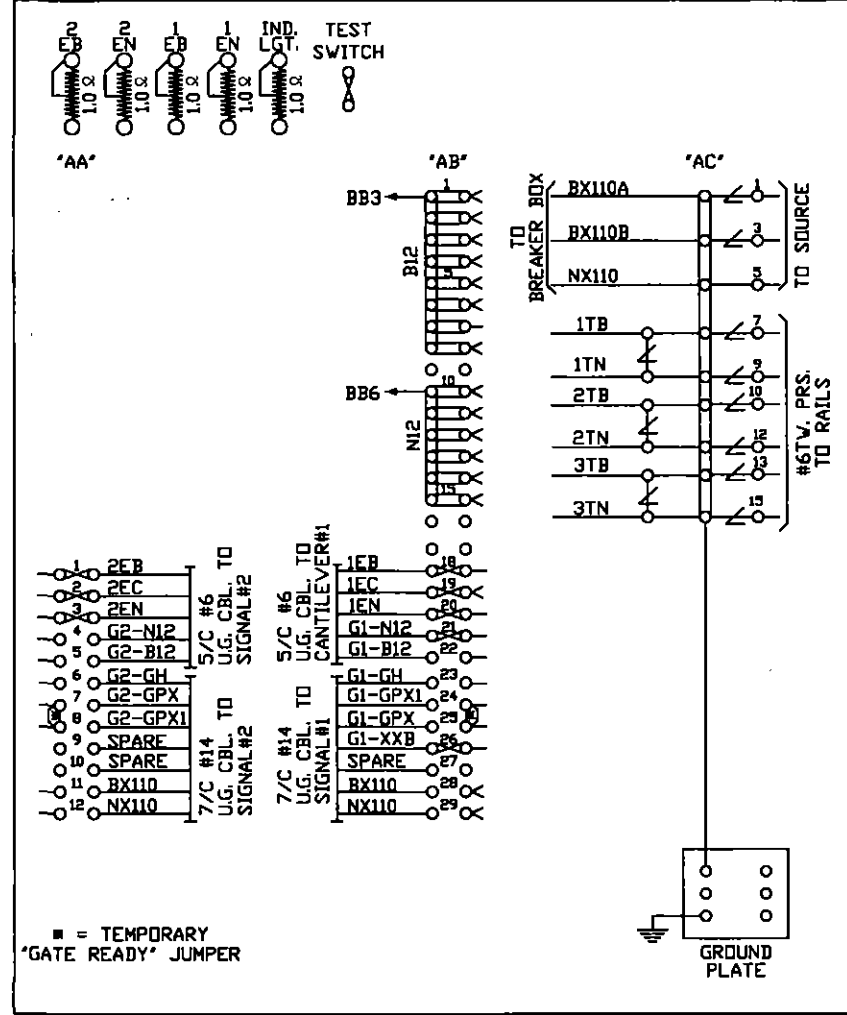 2 EB
2 EN
1 EB
1 EN
IND. LGT.
TEST SWITCH
1.0 Ω
1.0 Ω
1.0 Ω
1.0 Ω
1.0 Ω
"AA"
"AB"
"AC"
BB3
1
B12
5
BB6
10
N12
15
TO BREAKER BOX
BX110A
1
BX110B
3
NX110
5
TO SOURCE
1TB
7
1TN
9
2TB
10
2TN
12
3TB
13
3TN
15
#6TW. PRS. TO RAILS
1 2EB
2 2EC
3 2EN
4 G2-N12
5 G2-B12
6 G2-GH
7 G2-GPX
8 G2-GPX1
9 SPARE
10 SPARE
11 BX110
12 NX110
5/C #6
U.G. CBL. TO
SIGNAL#2
7/C #14
U.G. CBL. TO
SIGNAL#2
5/C #6
U.G. CBL. TO
CANTILEVER#1
7/C #14
U.G. CBL. TO
SIGNAL#1
1EB 18
1EC 19
1EN 20
G1-N12 21
G1-B12 22
G1-GH 23
G1-GPX1 24
G1-GPX 25
G1-XXB 26
SPARE 27
BX110 28
NX110 29
■ = TEMPORARY
"GATE READY" JUMPER
GROUND
PLATE